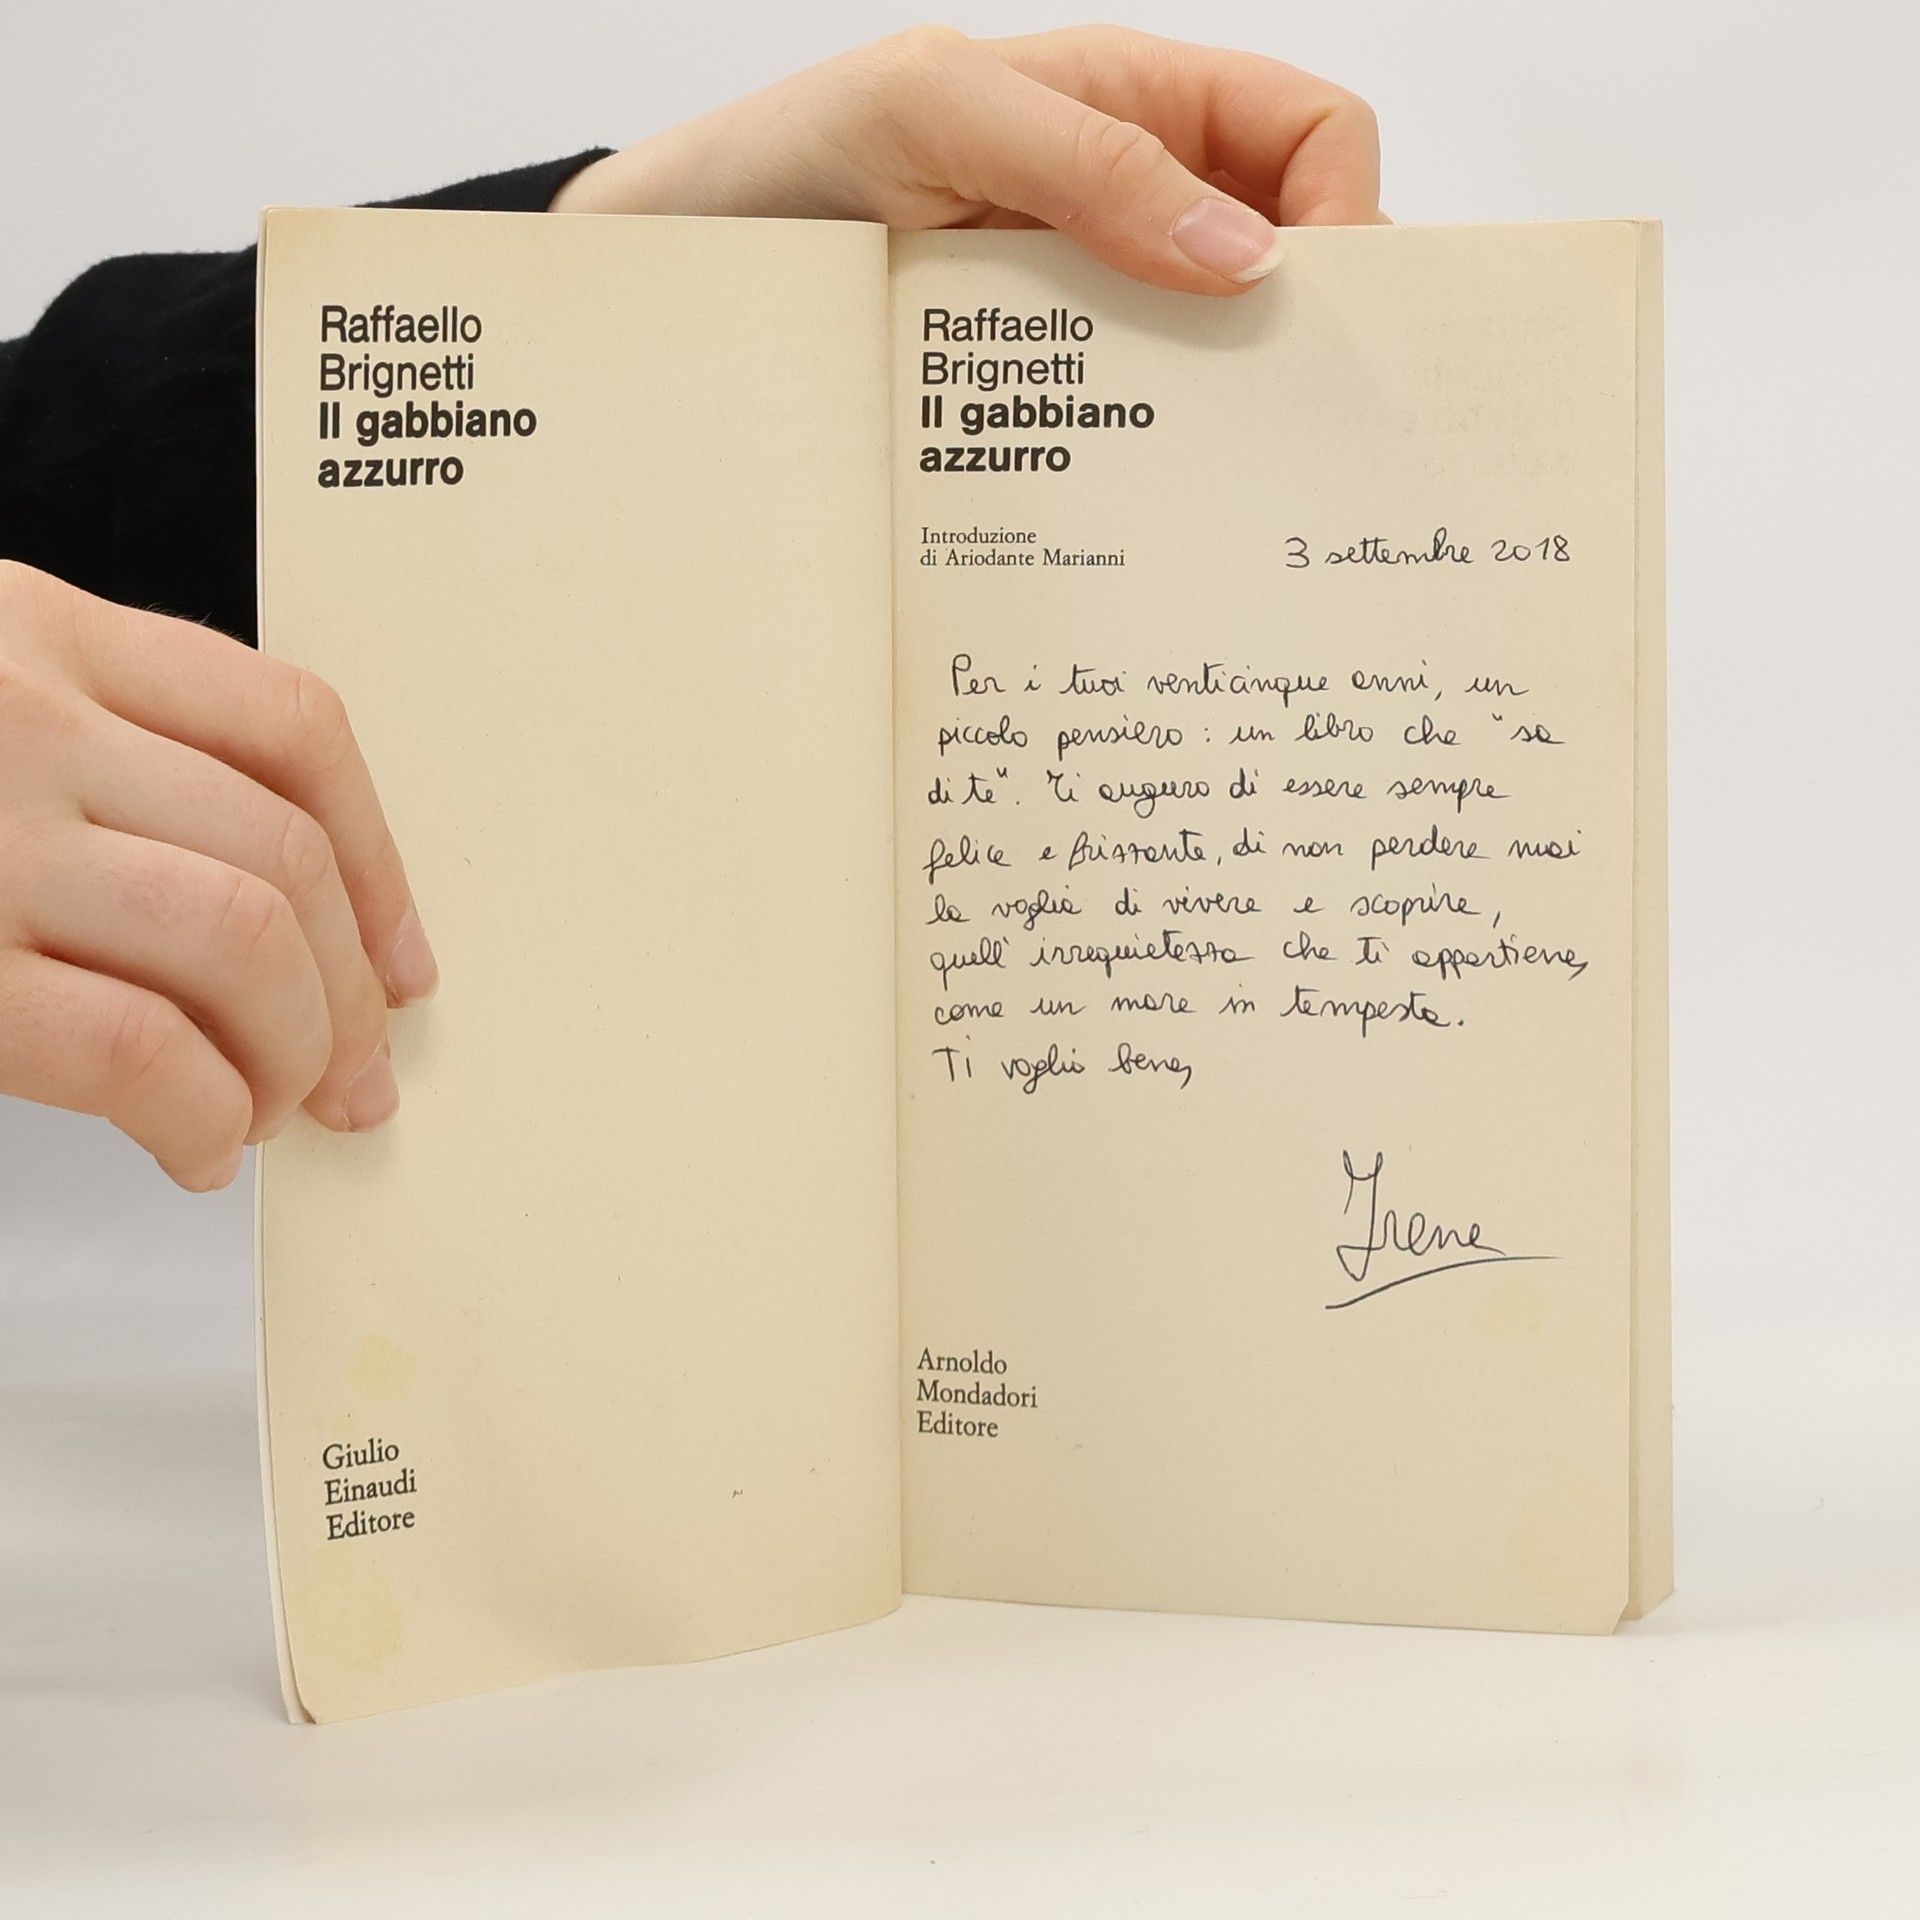 Raffaello
Brignetti
Il gabbiano
azzurro
Giulio
Einaudi
Editore
Raffaello
Brignetti
Il gabbiano
azzurro
Introduzione
di Ariodante Marianni
3 settembre 2018
Per i tuoi venticinque anni, un
piccolo pensiero: un libro che "sa
di te". Ti auguro di essere sempre
felice e frizzante, di non perdere mai
la voglia di vivere e scoprire,
quell'irrequietezza che ti appartiene,
come un mare in tempesta.
Ti voglio bene,
Irene
Arnoldo
Mondadori
Editore